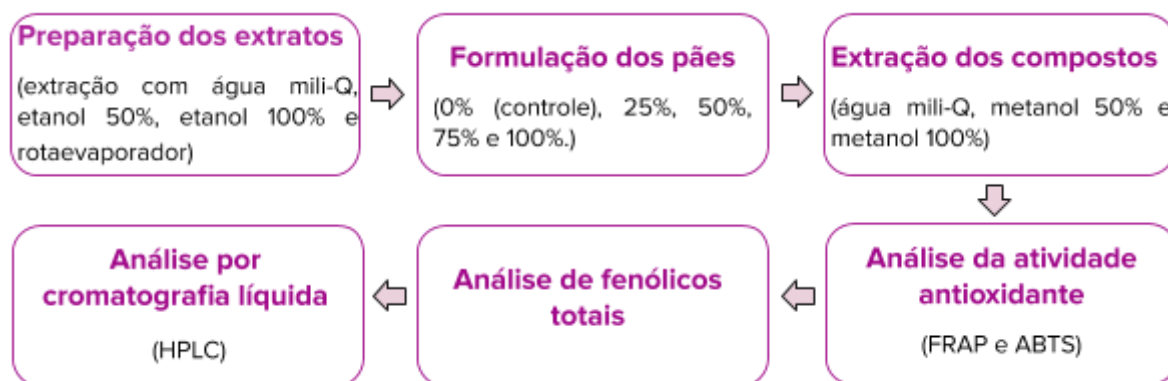 Preparação dos extratos
(extração com água mili-Q,
etanol 50%, etanol 100% e
rotaevaporador)
Formulação dos pães
(0% (controle), 25%, 50%,
75% e 100%.)
Extração dos compostos
(água mili-Q, metanol 50% e
metanol 100%)
Análise da atividade
antioxidante
(FRAP e ABTS)
Análise de fenólicos
totais
Análise por
cromatografia líquida
(HPLC)